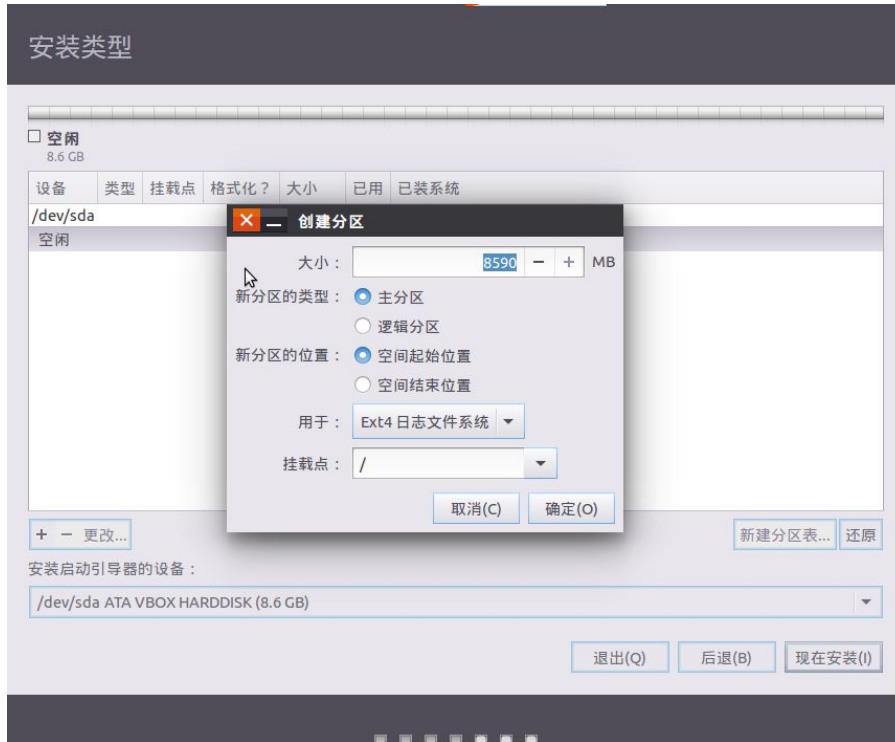 安装类型
空闲
8.6 GB
设备 类型 挂载点 格式化？ 大小 已用 已装系统
/dev/sda
空闲
创建分区
大小： 8590 − + MB
新分区的类型： 主分区
逻辑分区
新分区的位置： 空间起始位置
空间结束位置
用于： Ext4 日志文件系统
挂载点： /
取消(C) 确定(O)
+ − 更改... 新建分区表... 还原
安装启动引导器的设备：
/dev/sda ATA VBOX HARDDISK (8.6 GB)
退出(Q) 后退(B) 现在安装(I)